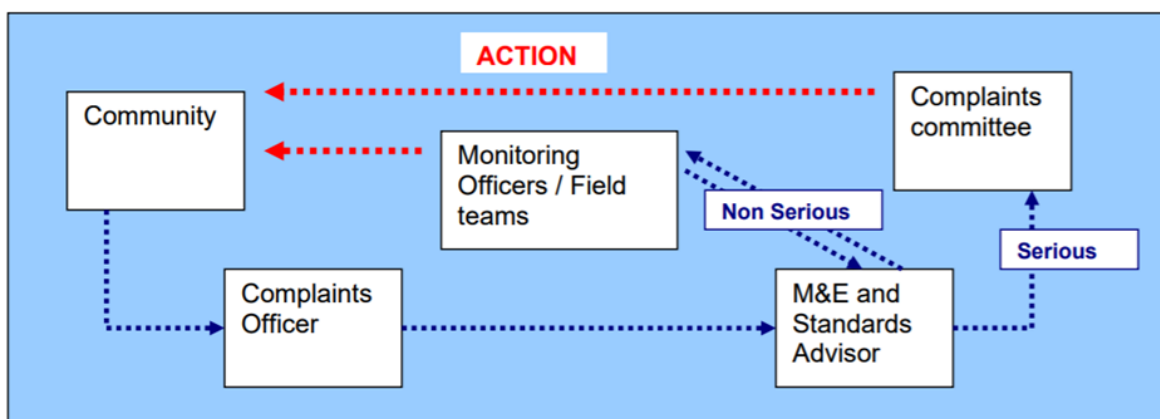 ACTION
Community
Complaints
committee
Monitoring
Officers / Field
teams
Non Serious
Serious
Complaints
Officer
M&E and
Standards
Advisor